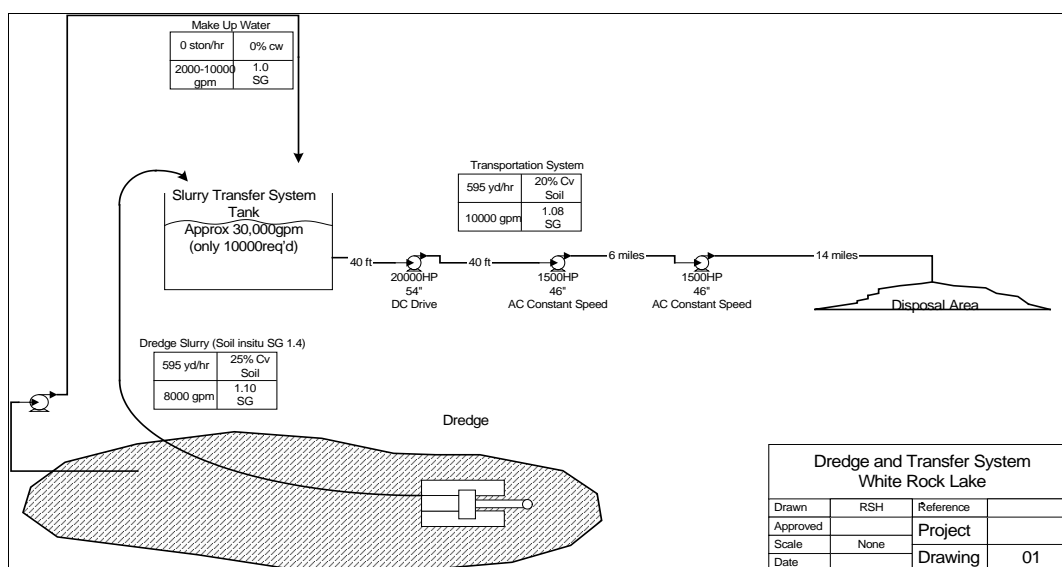 Make Up Water
0 ston/hr 0% cw
2000-10000 gpm 1.0 SG
Transportation System
595 yd/hr 20% Cv Soil
10000 gpm 1.08 SG
Slurry Transfer System
Tank
Approx 30,000gpm
(only 10000req'd)
40 ft 40 ft 6 miles 14 miles
20000HP
54"
DC Drive
1500HP
46"
AC Constant Speed
1500HP
46"
AC Constant Speed
Disposal Area
Dredge Slurry (Soil insitu SG 1.4)
595 yd/hr 25% Cv Soil
8000 gpm 1.10 SG
Dredge
Dredge and Transfer System
White Rock Lake
Drawn RSH Reference
Approved Project
Scale None
Date Drawing 01